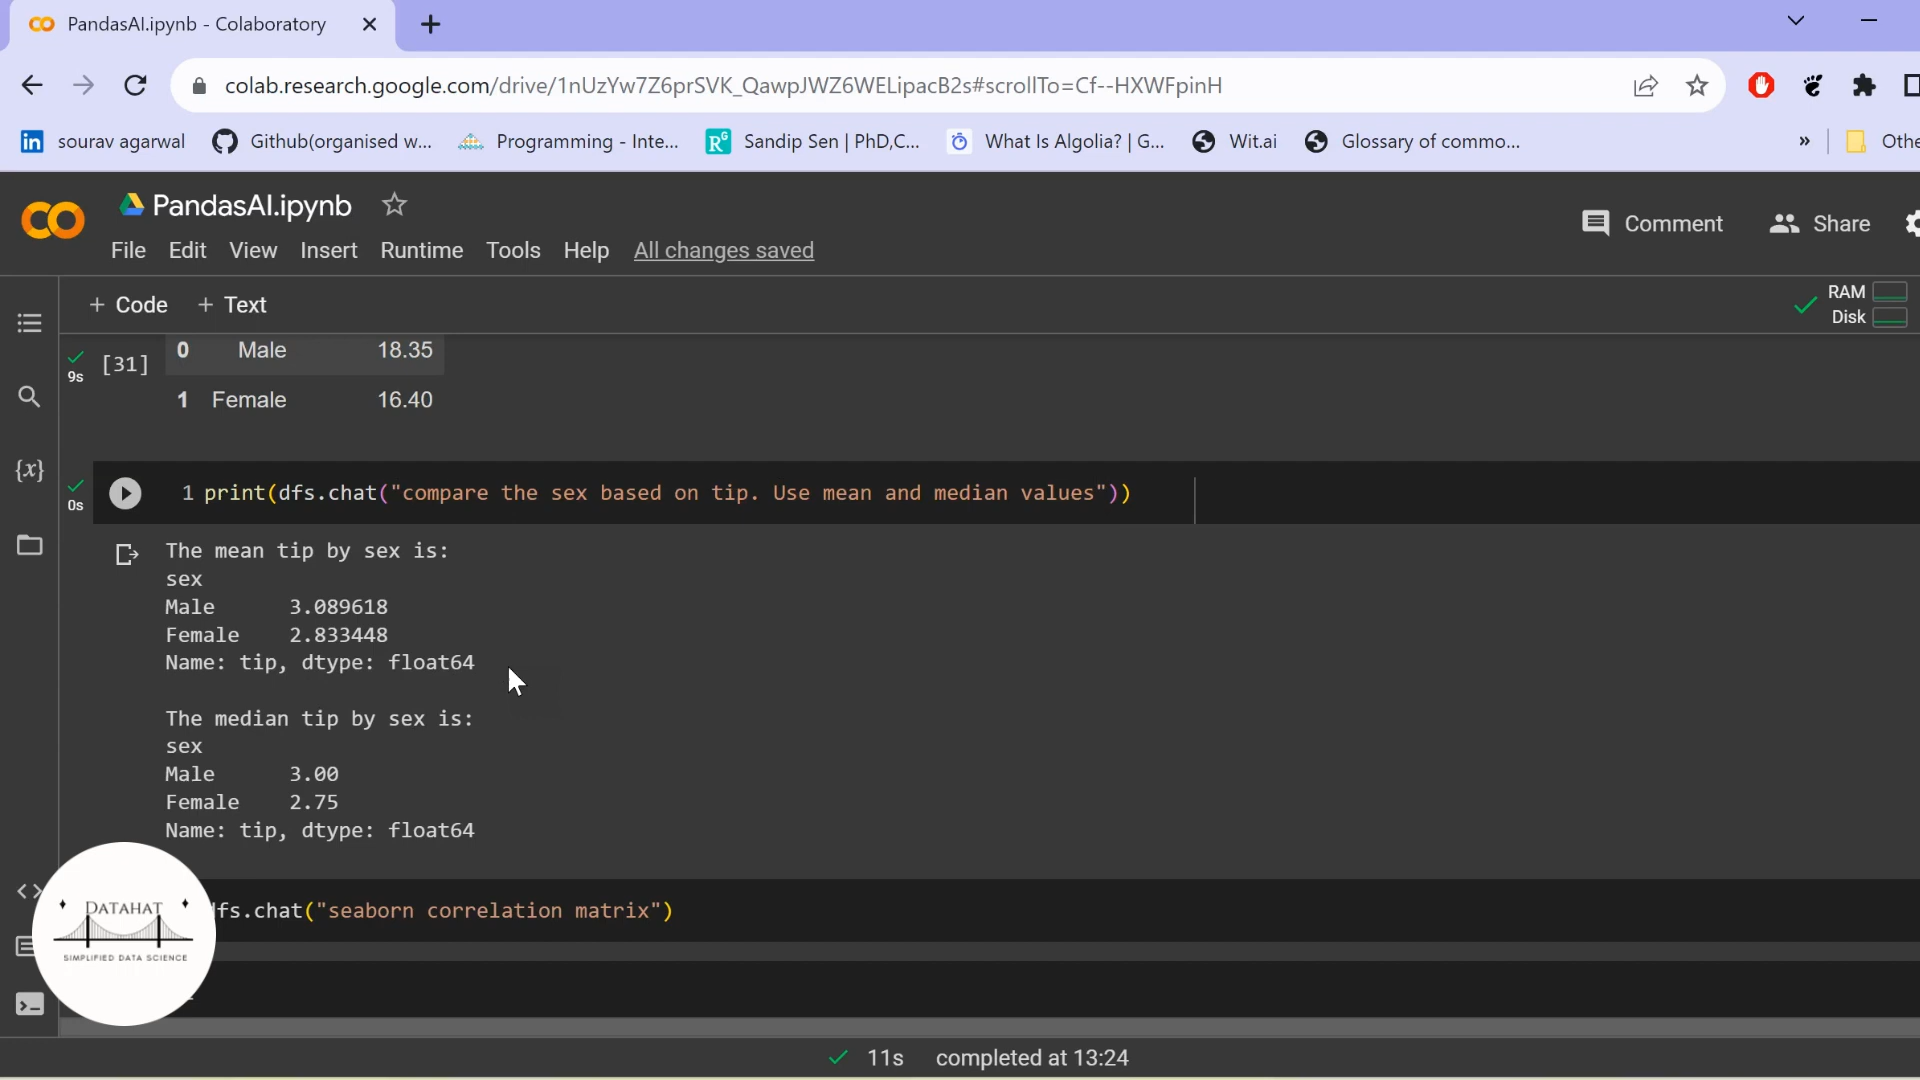 PandasAI.ipynb - Colaboratory
colab.research.google.com/drive/1nUzYw7Z6prSVK_QawpJWZ6WELipacB2s#scrollTo=Cf--HXWFpinH
sourav agarwal Github(organised w... Programming - Inte... Sandip Sen | PhD,C... What Is Algolia? | G... Wit.ai Glossary of commo... » Othe
PandasAI.ipynb
Comment Share
File Edit View Insert Runtime Tools Help All changes saved
+ Code + Text
RAM
Disk
[31] 0 Male 18.35
9s
1 Female 16.40
1 print(dfs.chat("compare the sex based on tip. Use mean and median values"))
0s
The mean tip by sex is:
sex
Male 3.089618
Female 2.833448
Name: tip, dtype: float64
The median tip by sex is:
sex
Male 3.00
Female 2.75
Name: tip, dtype: float64
fs.chat("seaborn correlation matrix")
DATAHAT
SIMPLIFIED DATA SCIENCE
11s completed at 13:24